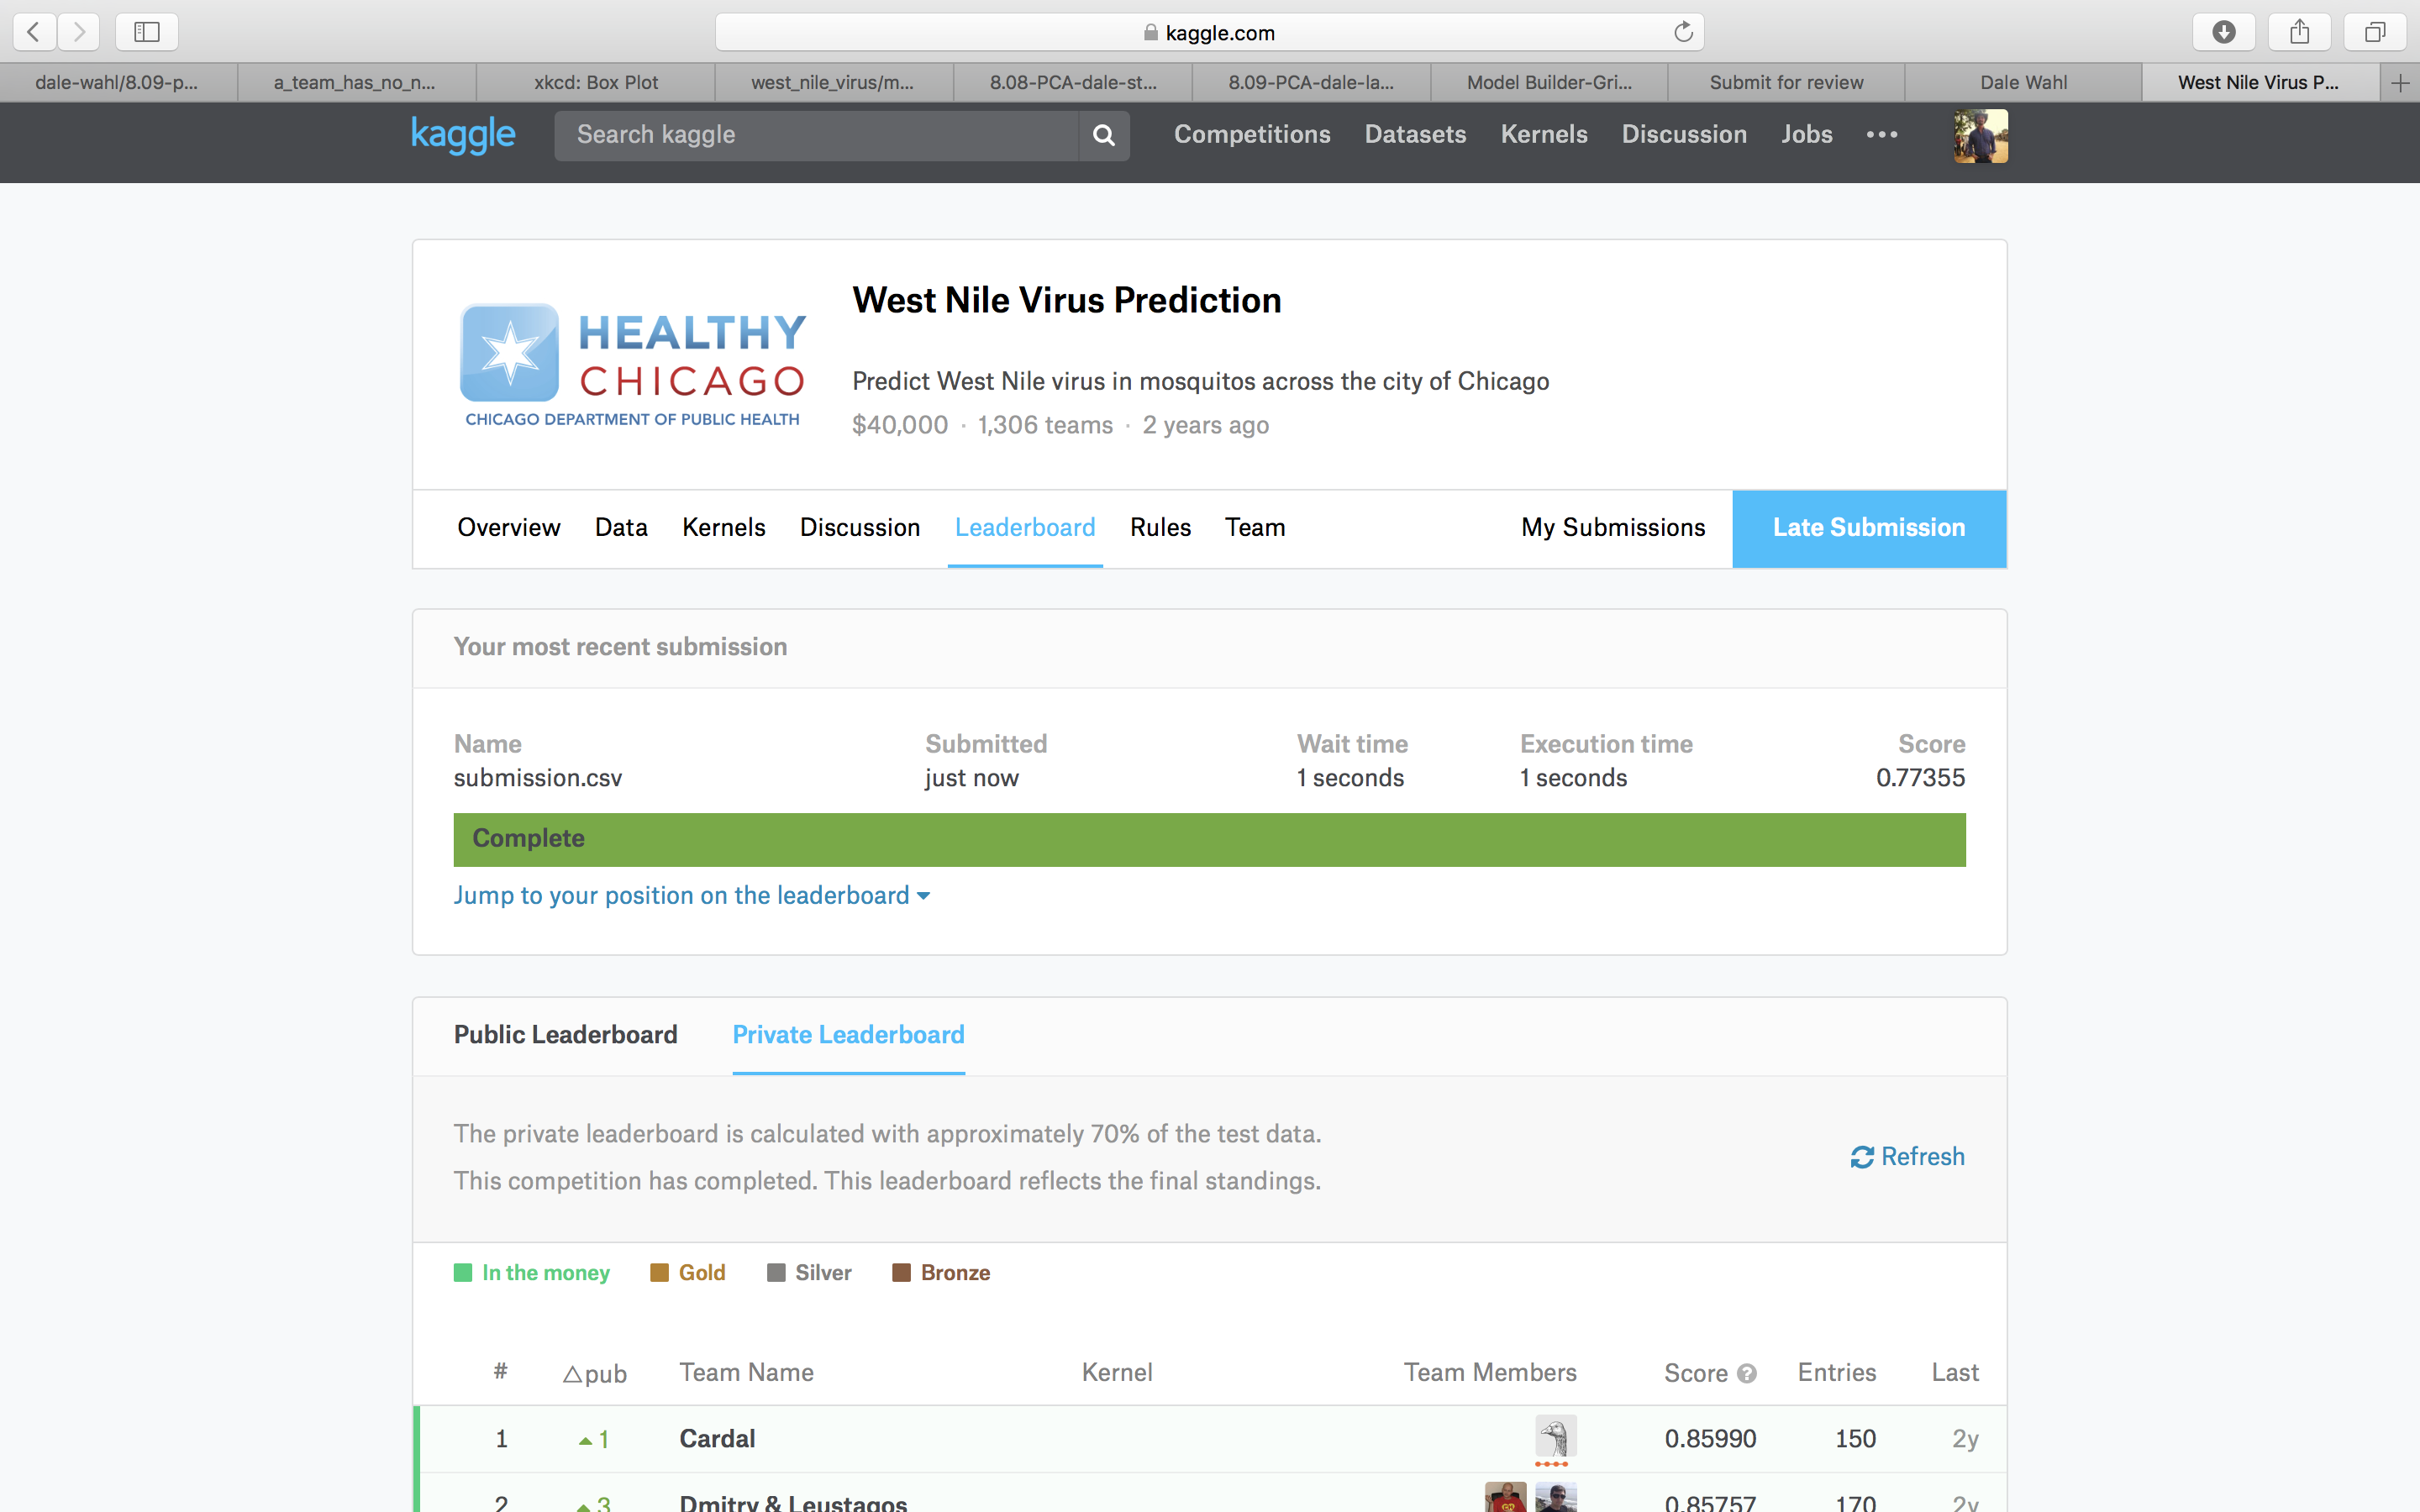 kaggle.com
dale-wahl/8.09-p... a_team_has_no_n... xkcd: Box Plot west_nile_virus/m... 8.08-PCA-dale-st... 8.09-PCA-dale-la... Model Builder-Gri... Submit for review Dale Wahl West Nile Virus P...
kaggle Search kaggle Competitions Datasets Kernels Discussion Jobs
HEALTHY
CHICAGO
CHICAGO DEPARTMENT OF PUBLIC HEALTH
West Nile Virus Prediction
Predict West Nile virus in mosquitos across the city of Chicago
$40,000 · 1,306 teams · 2 years ago
Overview Data Kernels Discussion Leaderboard Rules Team My Submissions Late Submission
Your most recent submission
Name Submitted Wait time Execution time Score
submission.csv just now 1 seconds 1 seconds 0.77355
Complete
Jump to your position on the leaderboard
Public Leaderboard Private Leaderboard
The private leaderboard is calculated with approximately 70% of the test data.
This competition has completed. This leaderboard reflects the final standings.
Refresh
In the money Gold Silver Bronze
# △pub Team Name Kernel Team Members Score ? Entries Last
1 ▲1 Cardal 0.85990 150 2y
2 ▲3 Dmitry & Leustagos 0.85757 170 2y